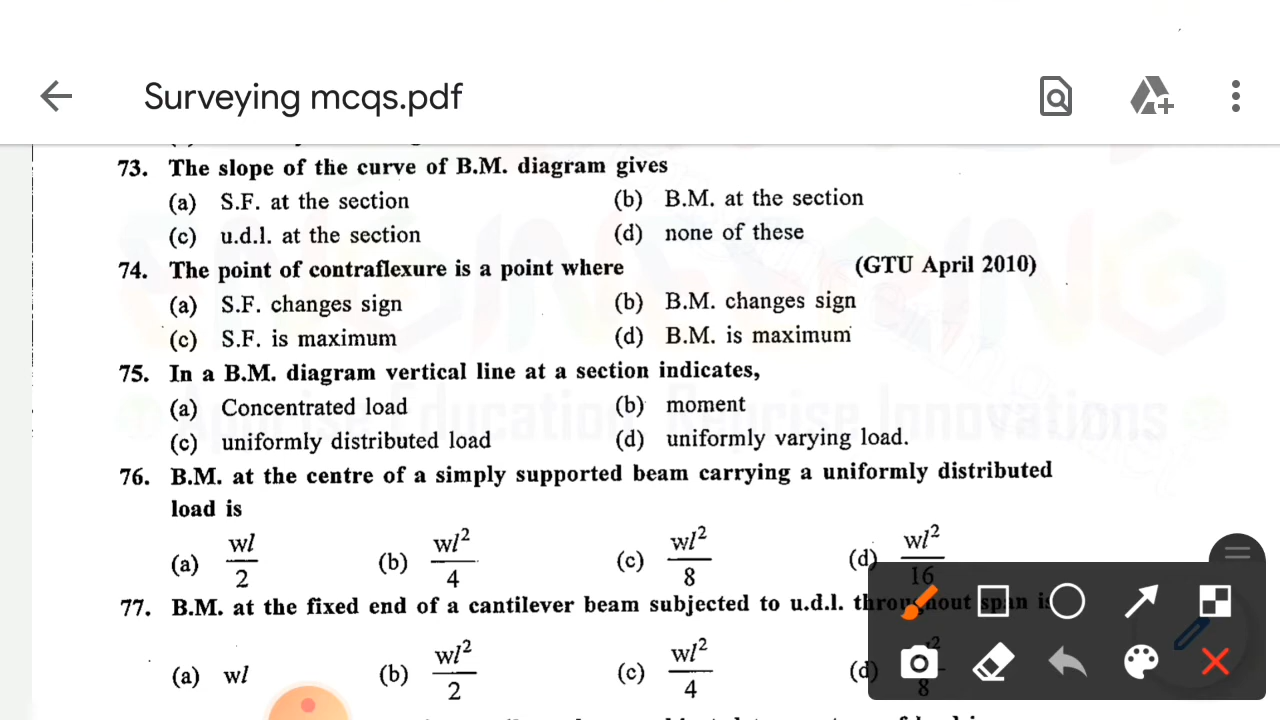 Surveying mcqs.pdf
73. The slope of the curve of B.M. diagram gives
(a) S.F. at the section (b) B.M. at the section
(c) u.d.l. at the section (d) none of these
74. The point of contraflexure is a point where (GTU April 2010)
(a) S.F. changes sign (b) B.M. changes sign
(c) S.F. is maximum (d) B.M. is maximum
75. In a B.M. diagram vertical line at a section indicates,
(a) Concentrated load (b) moment
(c) uniformly distributed load (d) uniformly varying load.
76. B.M. at the centre of a simply supported beam carrying a uniformly distributed
load is
(a) wl/2 (b) wl²/4 (c) wl²/8 (d) wl²/16
77. B.M. at the fixed end of a cantilever beam subjected to u.d.l. throughout span is
(a) wl (b) wl²/2 (c) wl²/4 (d)